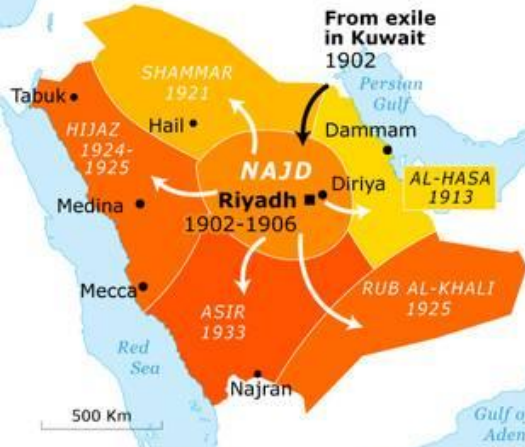 From exile
in Kuwait
1902
Persian
Gulf
SHAMMAR
1921
Tabuk
Hail
HIJAZ
1924-
1925
Dammam
NAJD
Diriya
AL-HASA
1913
Riyadh
1902-1906
Medina
Mecca
RUB AL-KHALI
1925
ASIR
1933
Red
Sea
Najran
500 Km
Gulf of
Aden